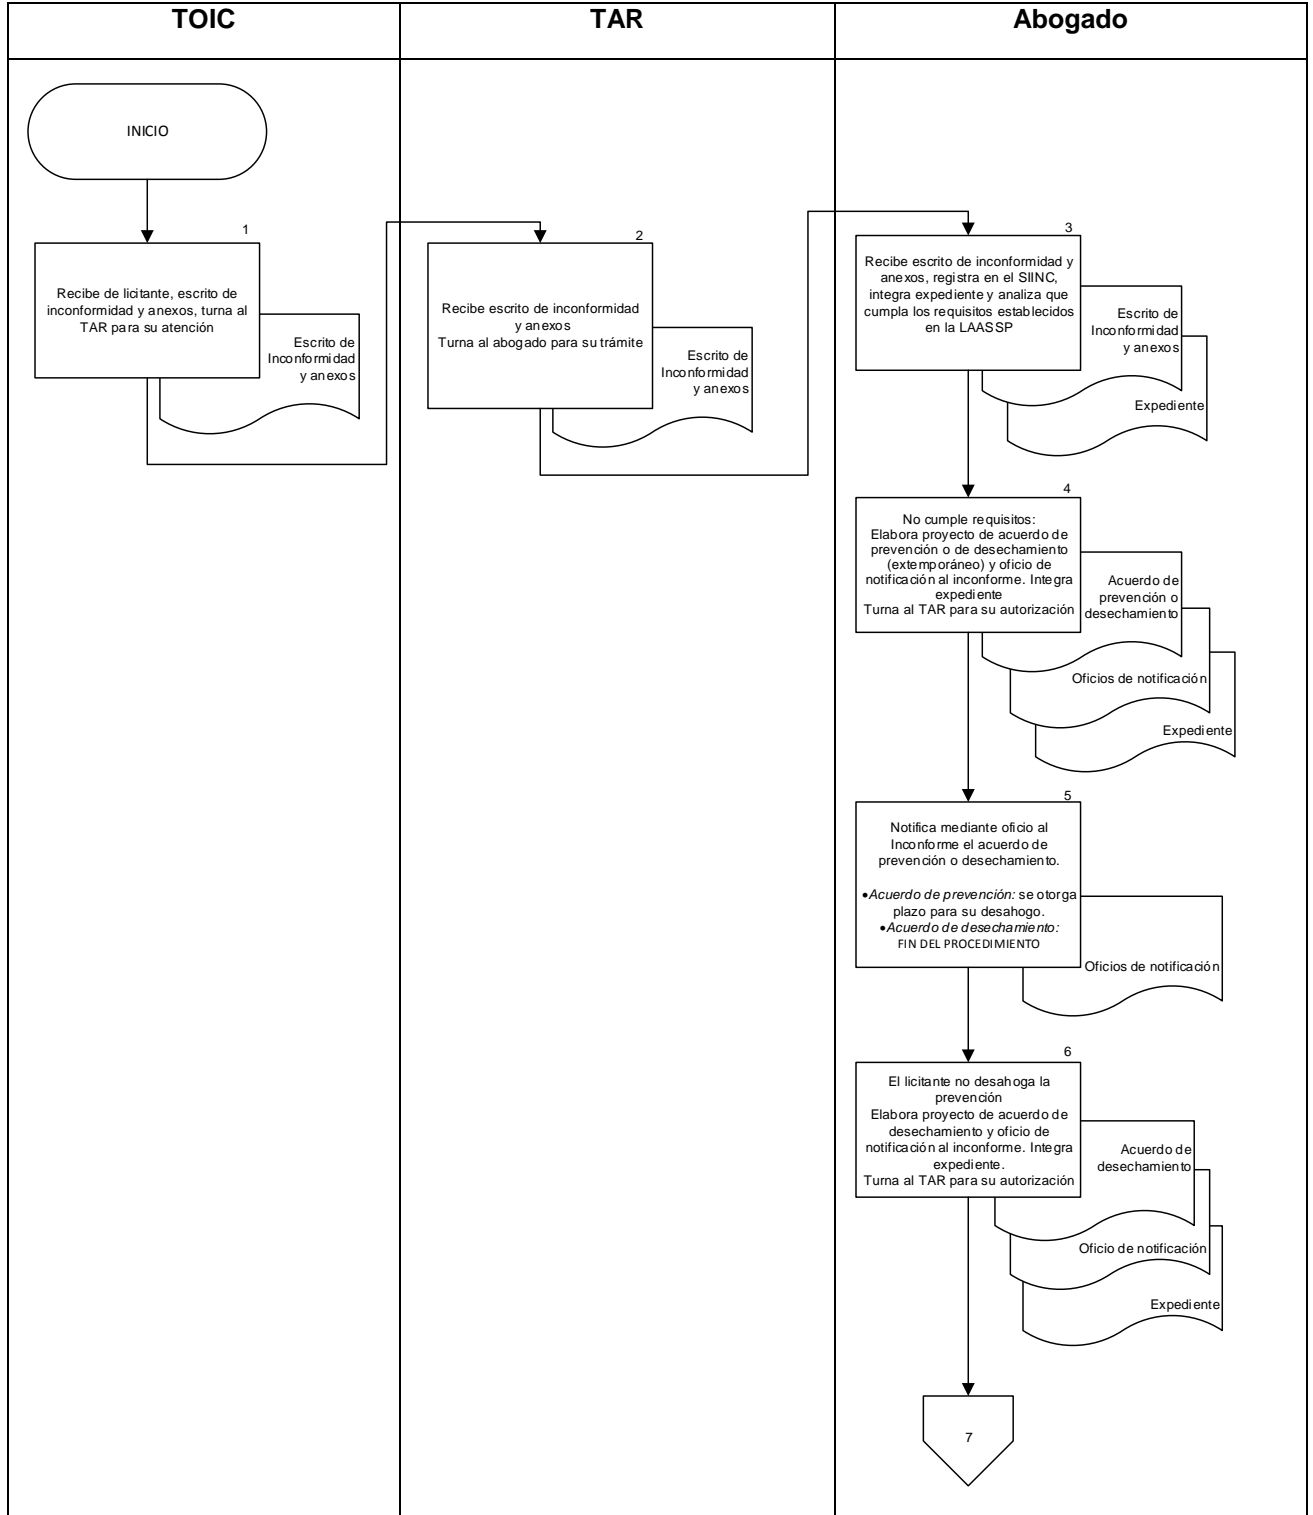 TOIC
TAR
Abogado
INICIO
1
Recibe de licitante, escrito de
inconformidad y anexos, turna al
TAR para su atención
Escrito de
Inconformidad
y anexos
2
Recibe escrito de inconformidad
y anexos
Turna al abogado para su trámite
Escrito de
Inconformidad
y anexos
3
Recibe escrito de inconformidad y
anexos, registra en el SIINC,
integra expediente y analiza que
cumpla los requisitos establecidos
en la LAASSP
Escrito de
Inconformidad
y anexos
Expediente
4
No cumple requisitos:
Elabora proyecto de acuerdo de
prevención o de desechamiento
(extemporáneo) y oficio de
notificación al inconforme. Integra
expediente
Turna al TAR para su autorización
Acuerdo de
prevención o
desechamiento
Oficios de notificación
Expediente
5
Notifica mediante oficio al
Inconforme el acuerdo de
prevención o desechamiento.
•Acuerdo de prevención: se otorga
plazo para su desahogo.
•Acuerdo de desechamiento:
FIN DEL PROCEDIMIENTO
Oficios de notificación
6
El licitante no desahoga la
prevención
Elabora proyecto de acuerdo de
desechamiento y oficio de
notificación al inconforme. Integra
expediente.
Turna al TAR para su autorización
Acuerdo de
desechamiento
Oficio de notificación
Expediente
7